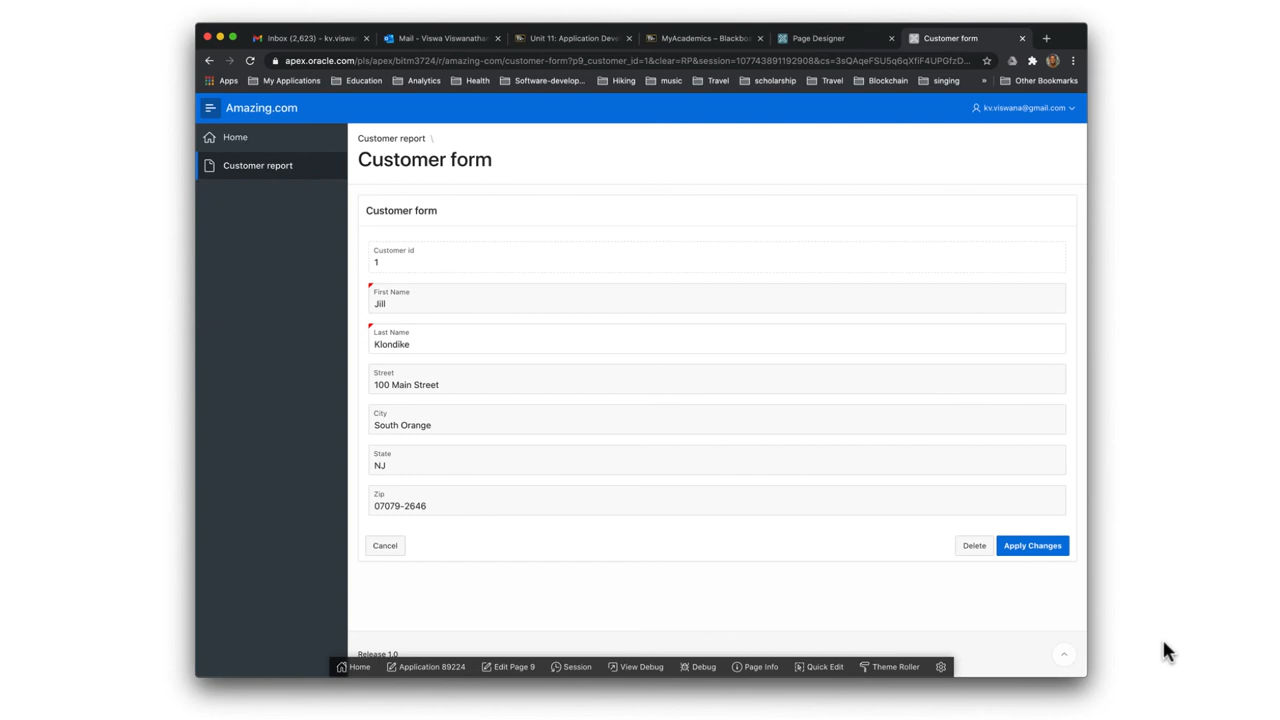 Inbox (2,623) - kv.viswa
Mail - Viswa Viswanathan
Unit 11: Application Deve
MyAcademics – Blackboa
Page Designer
Customer form
apex.oracle.com/pls/apex/bitm3724/r/amazing-com/customer-form?p9_customer_id=1&clear=RP&session=107743891192908&cs=3sQAqeFSU5q6qXfiF4UPGfzD...
Apps
My Applications
Education
Analytics
Health
Software-develop...
Hiking
music
Travel
scholarship
Travel
Blockchain
singing
»
Other Bookmarks
Amazing.com
kv.viswana@gmail.com
Home
Customer report
Customer report \
Customer form
Customer form
Customer id
1
First Name
Jill
Last Name
Klondike
Street
100 Main Street
City
South Orange
State
NJ
Zip
07079-2646
Cancel
Delete
Apply Changes
Release 1.0
Home
Application 89224
Edit Page 9
Session
View Debug
Debug
Page Info
Quick Edit
Theme Roller